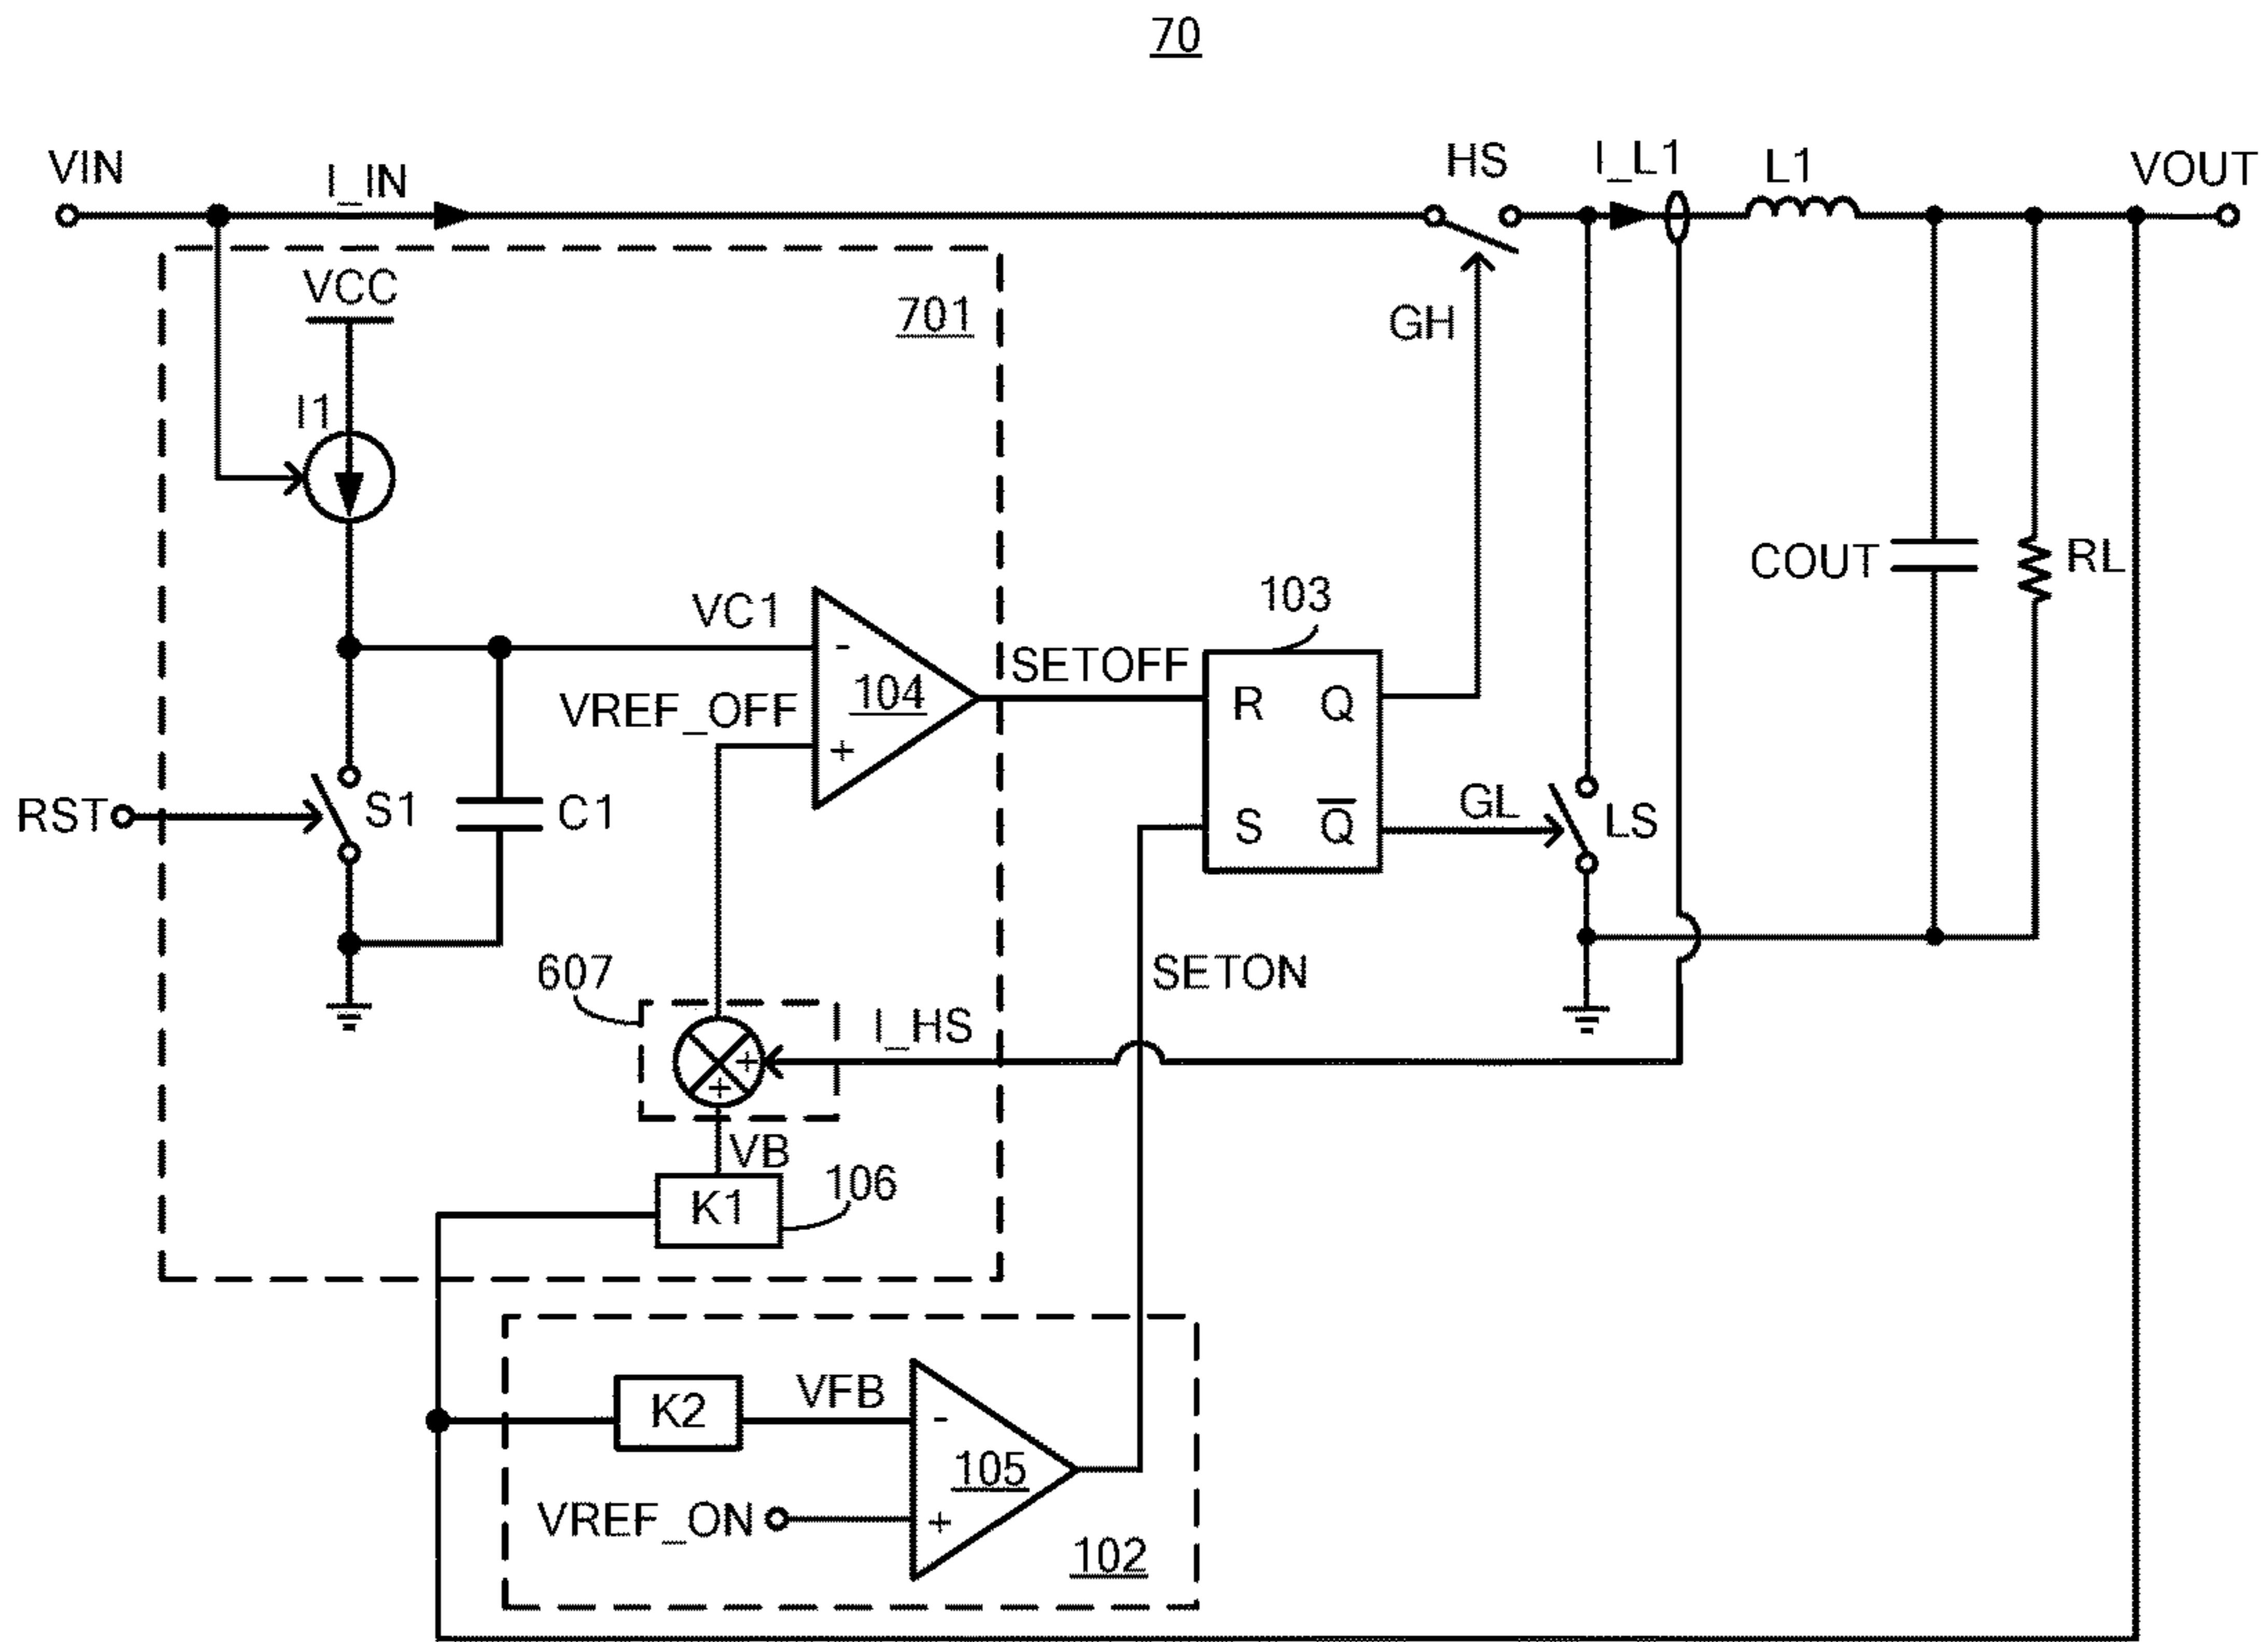 70
VIN
I_IN
HS
I_L1
L1
VOUT
VCC
701
GH
I1
COUT
RL
103
VC1
-
104
SETOFF
VREF_OFF
+
R
Q
RST
S1
C1
S
Q̅
GL
LS
607
I_HS
SETON
+
+
VB
106
K1
K2
VFB
-
105
VREF_ON
+
102